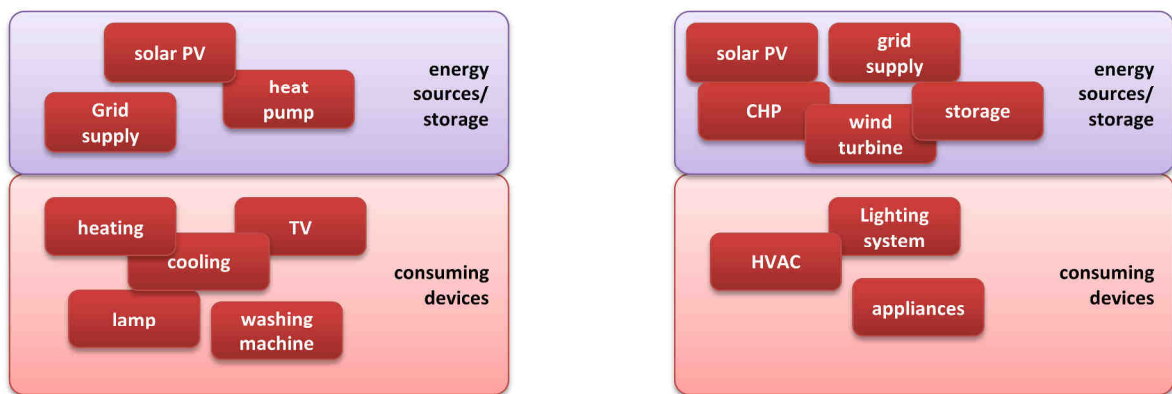 solar PV
heat
pump
Grid
supply
energy
sources/
storage
heating
TV
cooling
lamp
washing
machine
consuming
devices
solar PV
grid
supply
CHP
wind
turbine
storage
energy
sources/
storage
Lighting
system
HVAC
appliances
consuming
devices